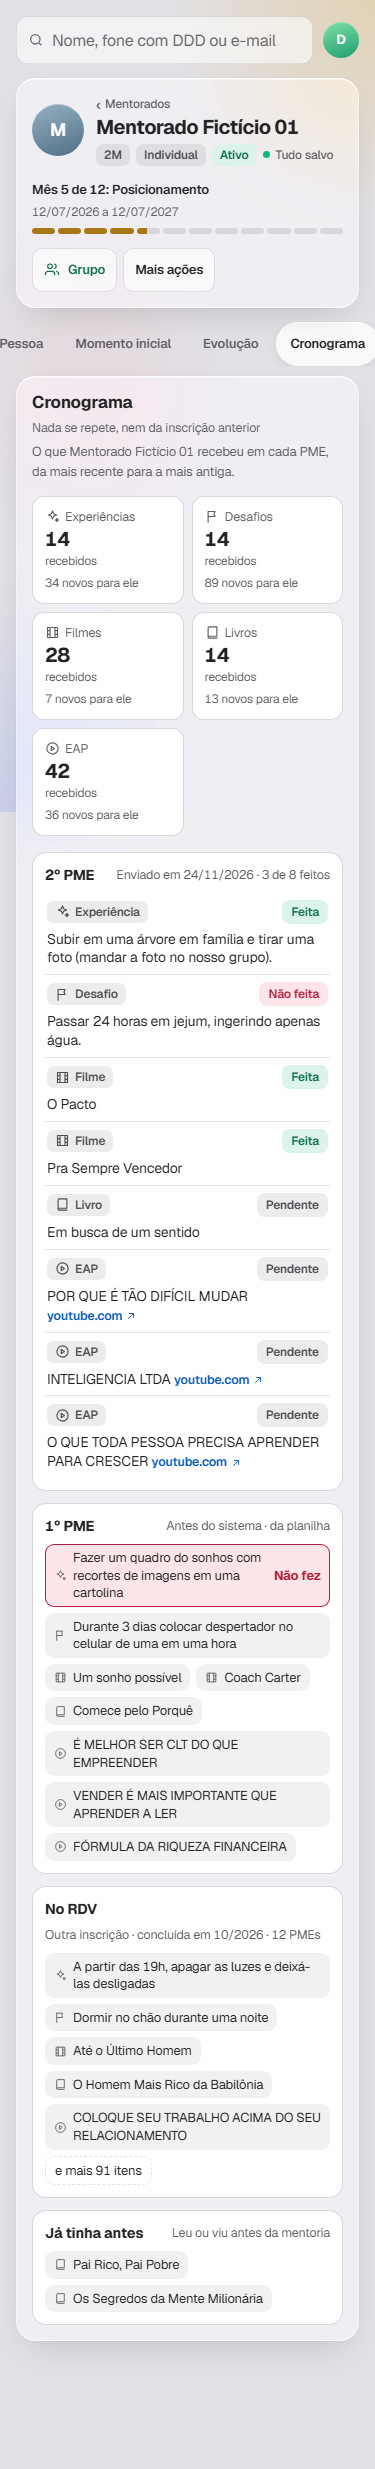 Nome, fone com DDD ou e-mail
D
M
‹ Mentorados
Mentorado Fictício 01
2M Individual Ativo Tudo salvo
Mês 5 de 12: Posicionamento
12/07/2026 a 12/07/2027
Grupo Mais ações
Pessoa Momento inicial Evolução Cronograma
Cronograma
Nada se repete, nem da inscrição anterior
O que Mentorado Fictício 01 recebeu em cada PME,
da mais recente para a mais antiga.
Experiências
14
recebidos
34 novos para ele
Desafios
14
recebidos
89 novos para ele
Filmes
28
recebidos
7 novos para ele
Livros
14
recebidos
13 novos para ele
EAP
42
recebidos
36 novos para ele
2º PME Enviado em 24/11/2026 · 3 de 8 feitos
Experiência Feita
Subir em uma árvore em família e tirar uma
foto (mandar a foto no nosso grupo).
Desafio Não feita
Passar 24 horas em jejum, ingerindo apenas
água.
Filme Feita
O Pacto
Filme Feita
Pra Sempre Vencedor
Livro Pendente
Em busca de um sentido
EAP Pendente
POR QUE É TÃO DIFÍCIL MUDAR
youtube.com ↗
EAP Pendente
INTELIGENCIA LTDA youtube.com ↗
EAP Pendente
O QUE TODA PESSOA PRECISA APRENDER
PARA CRESCER youtube.com ↗
1º PME Antes do sistema · da planilha
Fazer um quadro do sonhos com
recortes de imagens em uma
cartolina
Não fez
Durante 3 dias colocar despertador no
celular de uma em uma hora
Um sonho possível Coach Carter
Comece pelo Porquê
É MELHOR SER CLT DO QUE
EMPREENDER
VENDER É MAIS IMPORTANTE QUE
APRENDER A LER
FÓRMULA DA RIQUEZA FINANCEIRA
No RDV
Outra inscrição · concluída em 10/2026 · 12 PMEs
A partir das 19h, apagar as luzes e deixá-
las desligadas
Dormir no chão durante uma noite
Até o Último Homem
O Homem Mais Rico da Babilônia
COLOQUE SEU TRABALHO ACIMA DO SEU
RELACIONAMENTO
e mais 91 itens
Já tinha antes Leu ou viu antes da mentoria
Pai Rico, Pai Pobre
Os Segredos da Mente Milionária